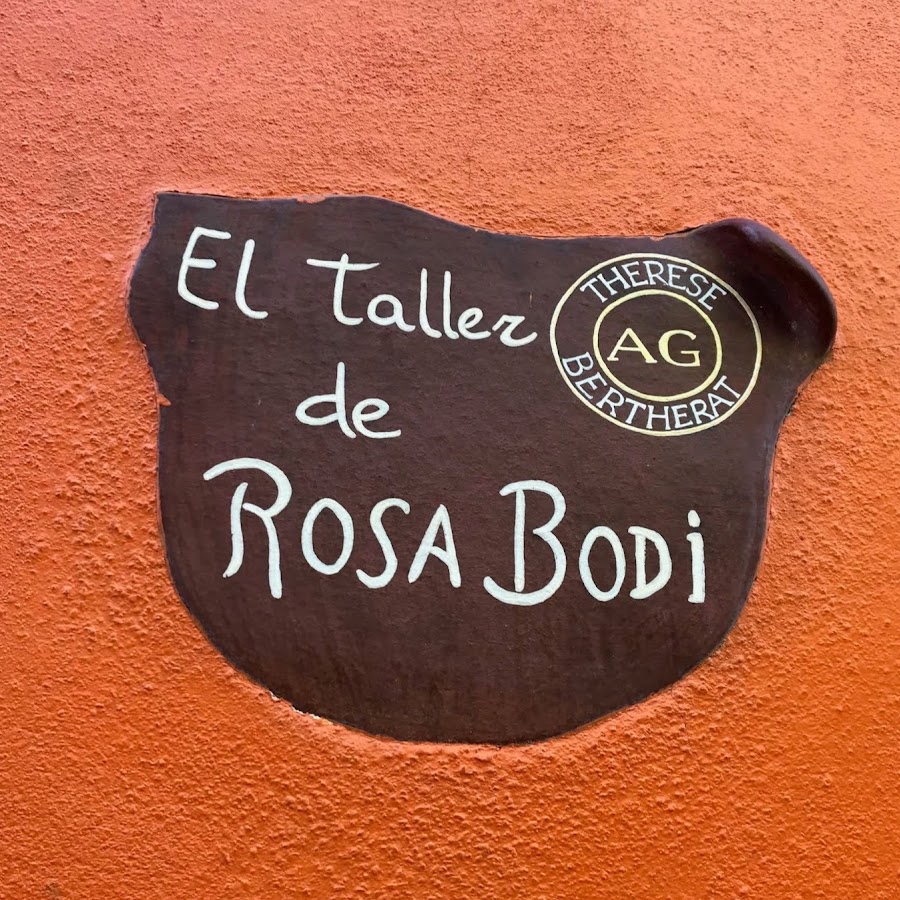 El Taller
de
ROSA BODi
THERESE
AG
BERTHERAT